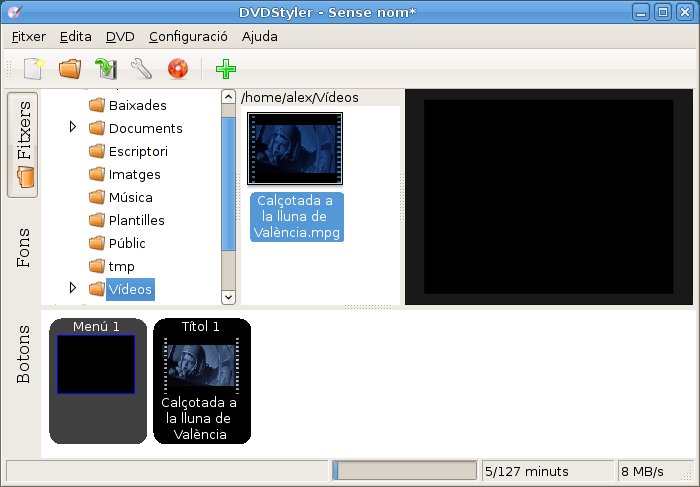 DVDStyler - Sense nom*
Fitxer Edita DVD Configuració Ajuda
Fitxers
Fons
Botons
Baixades
Documents
Escriptori
Imatges
Música
Plantilles
Públic
tmp
Vídeos
/home/alex/Vídeos
Calçotada a
la lluna de
València.mpg
Menú 1
Títol 1
Calçotada a
la lluna de
València
5/127 minuts
8 MB/s